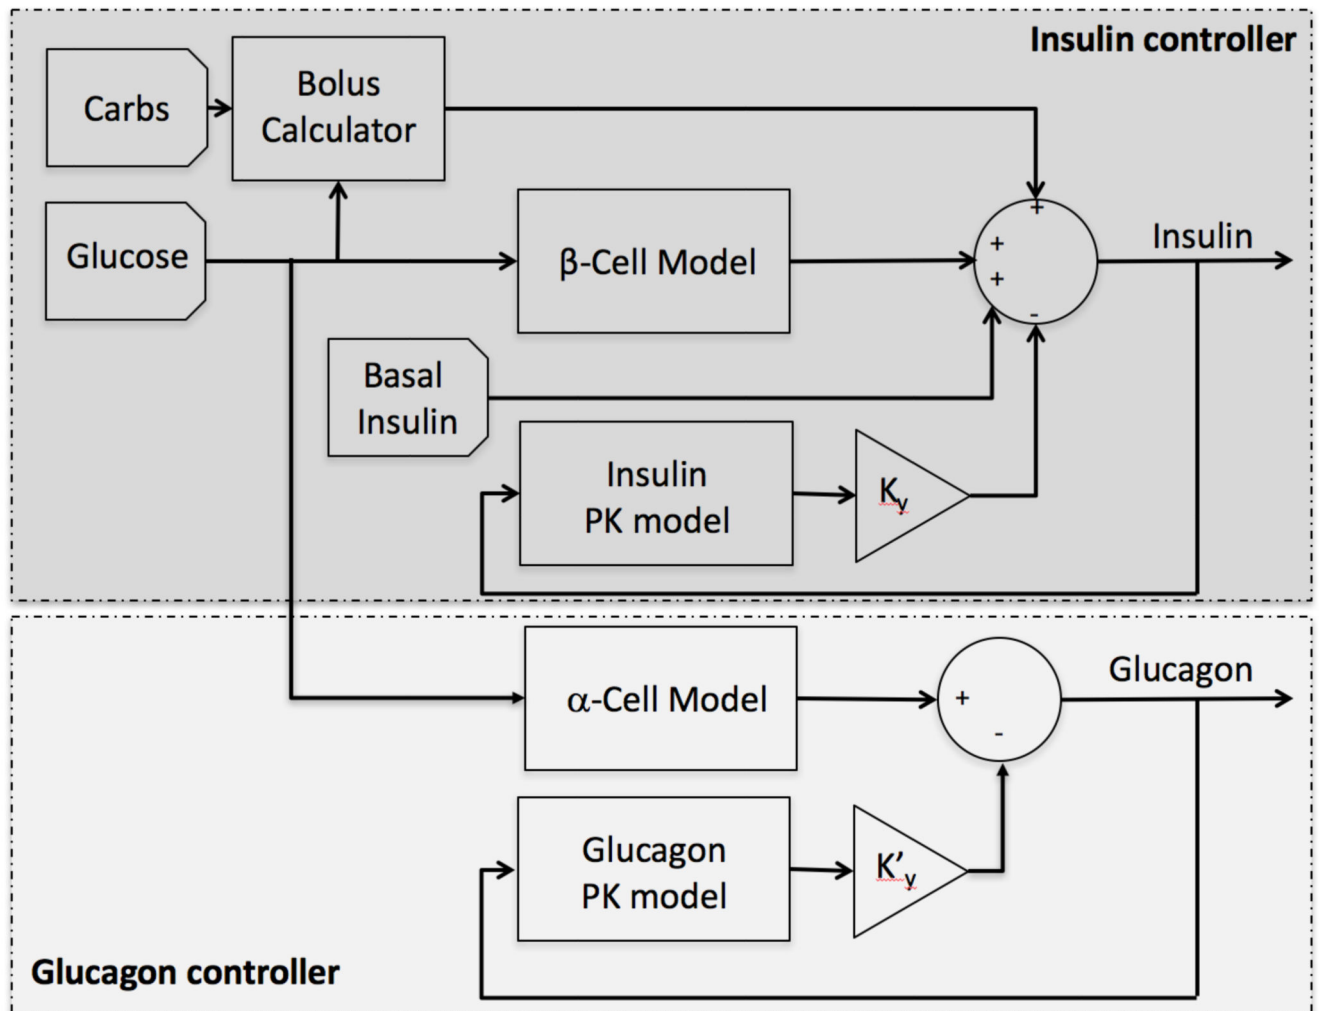 Insulin controller
Carbs
Bolus
Calculator
Glucose
β-Cell Model
+
+
+
-
Insulin
Basal
Insulin
Insulin
PK model
Ky
α-Cell Model
+
-
Glucagon
Glucagon
PK model
K’y
Glucagon controller